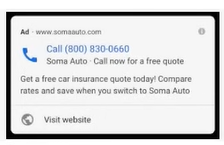 Ad · www.somaauto.com
Call (800) 830-0660
Soma Auto · Call now for a free quote
Get a free car insurance quote today! Compare
rates and save when you switch to Soma Auto
Visit website